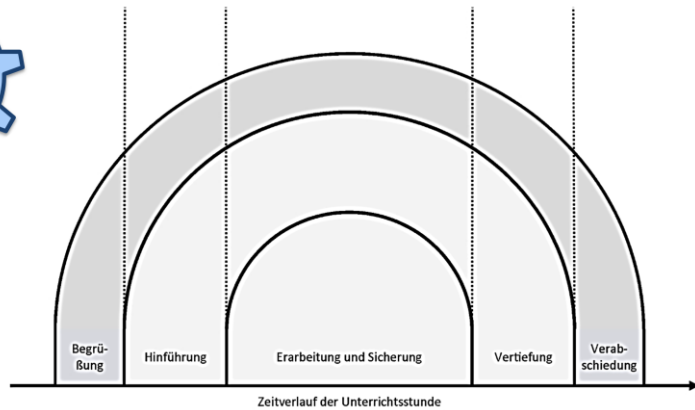 Begrü-
ßung
Hinführung
Erarbeitung und Sicherung
Vertiefung
Verab-
schiedung
Zeitverlauf der Unterrichtsstunde